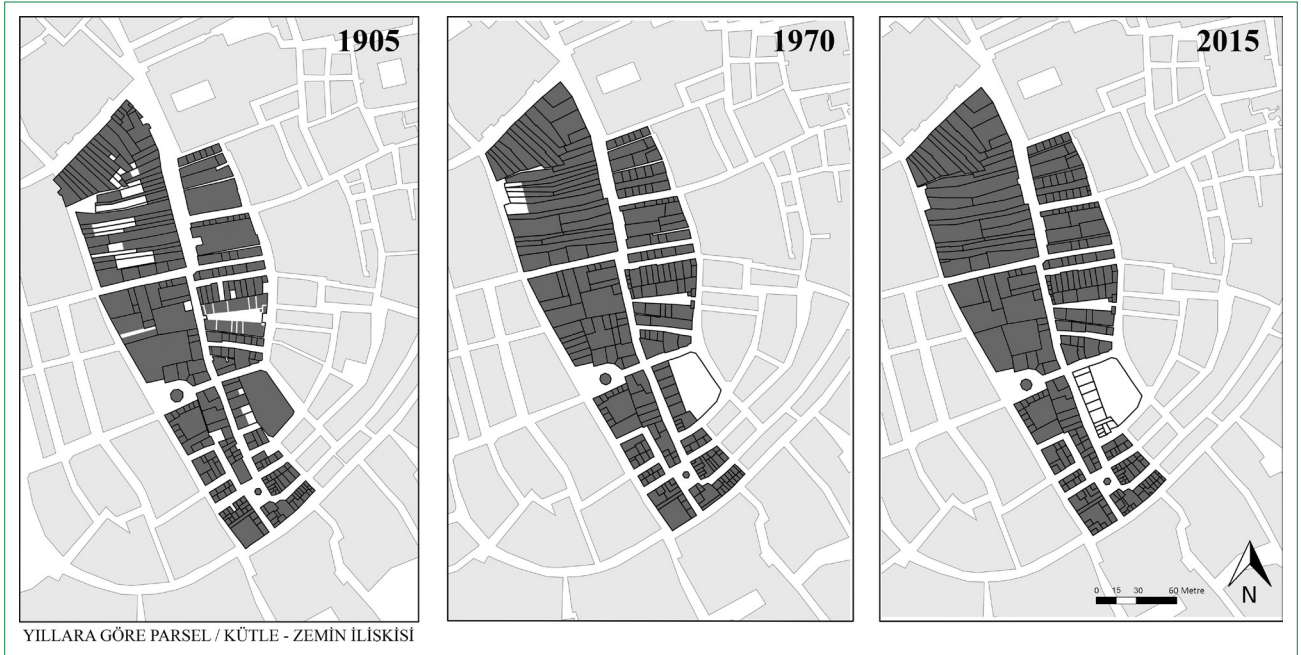 1905
1970
2015
0 15 30 60 Metre
N
YILLARA GÖRE PARSEL / KÜTLE - ZEMİN İLİSKİSİ